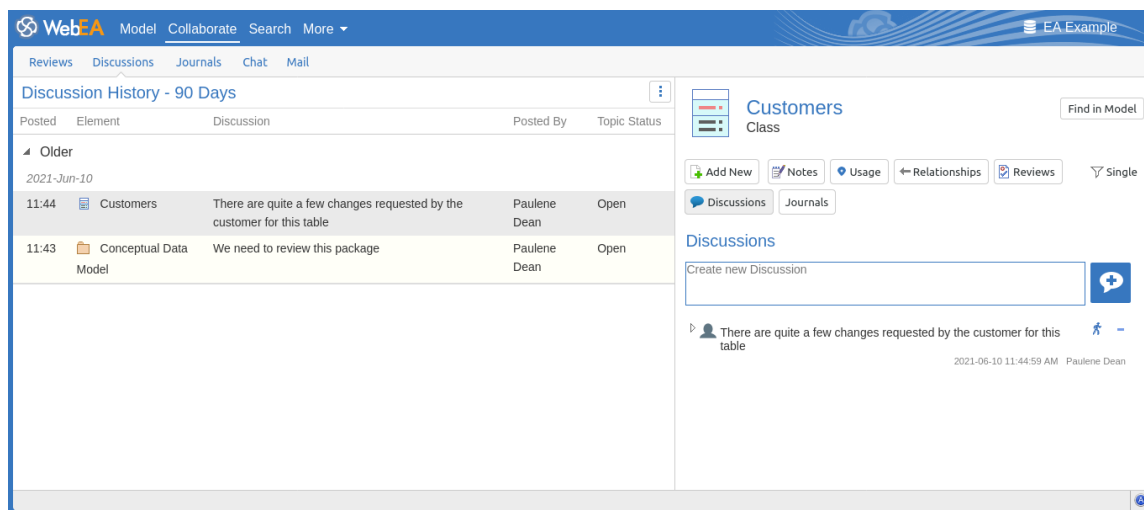 WebEA Model Collaborate Search More EA Example
Reviews Discussions Journals Chat Mail
Discussion History - 90 Days
Posted Element Discussion Posted By Topic Status
Older
2021-Jun-10
11:44 Customers There are quite a few changes requested by the Paulene Open
customer for this table Dean
11:43 Conceptual Data We need to review this package Paulene Open
Model Dean
Customers
Class
Find in Model
Add New Notes Usage Relationships Reviews Single
Discussions Journals
Discussions
Create new Discussion
There are quite a few changes requested by the customer for this
table
2021-06-10 11:44:59 AM Paulene Dean